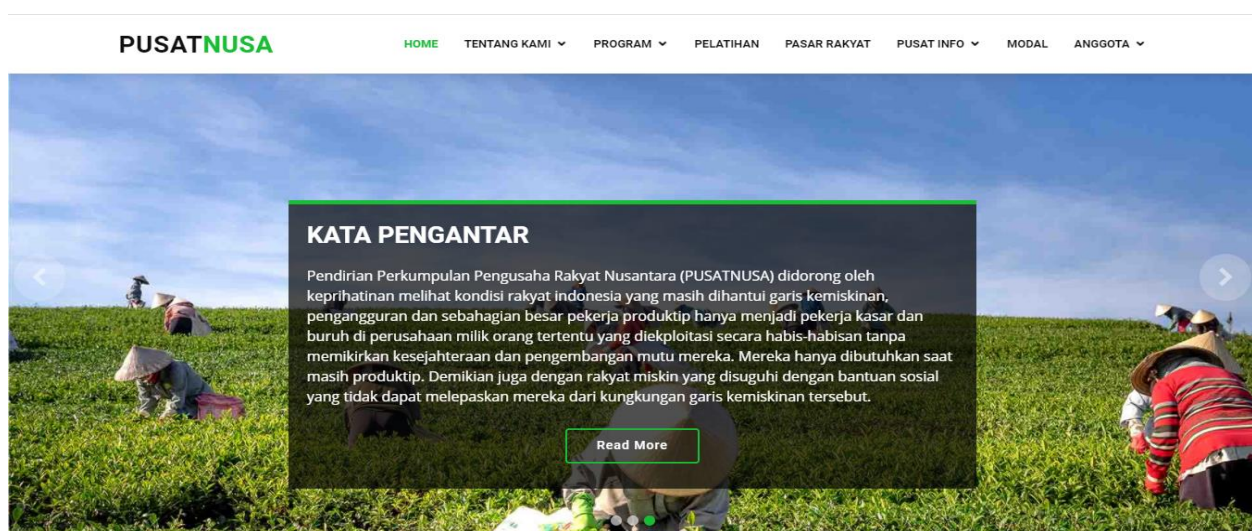 PUSATNUSA
HOME TENTANG KAMI PROGRAM PELATIHAN PASAR RAKYAT PUSAT INFO MODAL ANGGOTA
KATA PENGANTAR
Pendirian Perkumpulan Pengusaha Rakyat Nusantara (PUSATNUSA) didorong oleh
keprihatinan melihat kondisi rakyat indonesia yang masih dihantui garis kemiskinan,
pengangguran dan sebahagian besar pekerja produktip hanya menjadi pekerja kasar dan
buruh di perusahaan milik orang tertentu yang diekploitasi secara habis-habisan tanpa
memikirkan kesejahteraan dan pengembangan mutu mereka. Mereka hanya dibutuhkan saat
masih produktip. Demikian juga dengan rakyat miskin yang disuguhi dengan bantuan sosial
yang tidak dapat melepaskan mereka dari kungkungan garis kemiskinan tersebut.
Read More